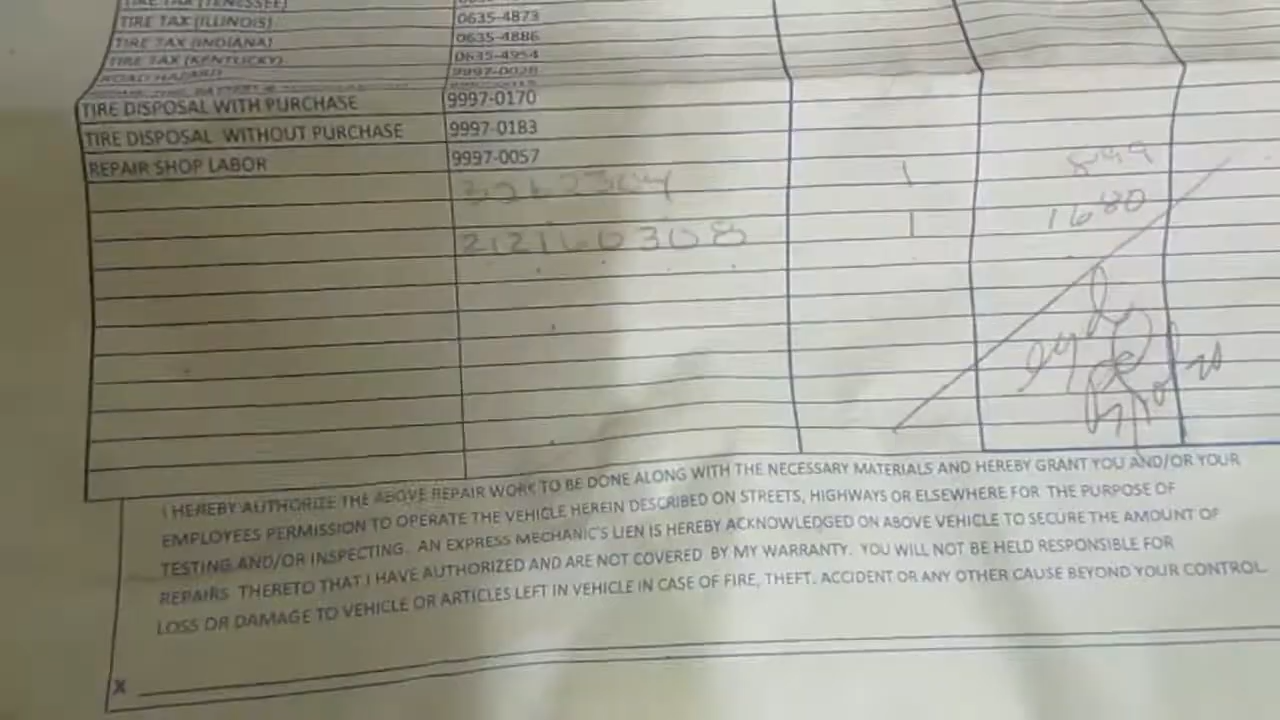 TIRE TAX (TENESSEE)
TIRE TAX (ILLINOIS) 0635-4873
TIRE TAX (INDIANA) 0635-4886
TIRE TAX (KENTUCKY) 0635-4954
ROAD HAZARD 9997-0028
TIRE DISPOSAL WITH PURCHASE 9997-0170
TIRE DISPOSAL WITHOUT PURCHASE 9997-0183
REPAIR SHOP LABOR 9997-0057
1 849
212160308 1 1680
I HEREBY AUTHORIZE THE ABOVE REPAIR WORK TO BE DONE ALONG WITH THE NECESSARY MATERIALS AND HEREBY GRANT YOU AND/OR YOUR
EMPLOYEES PERMISSION TO OPERATE THE VEHICLE HEREIN DESCRIBED ON STREETS, HIGHWAYS OR ELSEWHERE FOR THE PURPOSE OF
TESTING AND/OR INSPECTING. AN EXPRESS MECHANIC'S LIEN IS HEREBY ACKNOWLEDGED ON ABOVE VEHICLE TO SECURE THE AMOUNT OF
REPAIRS THERETO THAT I HAVE AUTHORIZED AND ARE NOT COVERED BY MY WARRANTY. YOU WILL NOT BE HELD RESPONSIBLE FOR
LOSS OR DAMAGE TO VEHICLE OR ARTICLES LEFT IN VEHICLE IN CASE OF FIRE, THEFT. ACCIDENT OR ANY OTHER CAUSE BEYOND YOUR CONTROL.
X